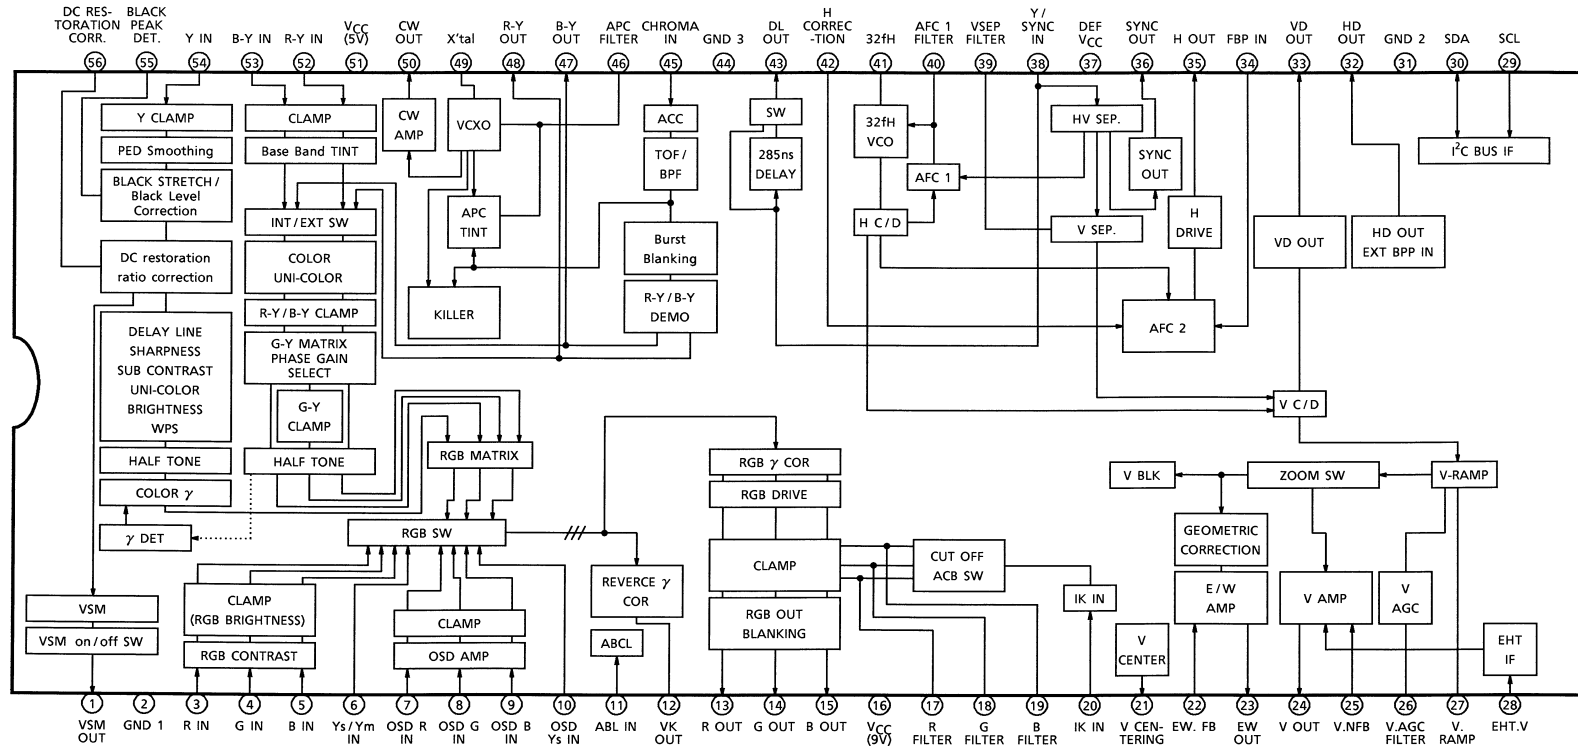 DC RES-
TORATION
CORR.
BLACK
PEAK
DET.
Y IN
B-Y IN
R-Y IN
VCC
(5V)
CW
OUT
X'tal
R-Y
OUT
B-Y
OUT
APC
FILTER
CHROMA
IN
GND 3
DL
OUT
H
CORREC
-TION
32fH
AFC 1
FILTER
VSEP
FILTER
Y /
SYNC
IN
DEF
VCC
SYNC
OUT
H OUT
FBP IN
VD
OUT
HD
OUT
GND 2
SDA
SCL
56
55
54
53
52
51
50
49
48
47
46
45
44
43
42
41
40
39
38
37
36
35
34
33
32
31
30
29
Y CLAMP
PED Smoothing
BLACK STRETCH /
Black Level
Correction
DC restoration
ratio correction
DELAY LINE
SHARPNESS
SUB CONTRAST
UNI-COLOR
BRIGHTNESS
WPS
HALF TONE
COLOR γ
γ DET
VSM
VSM on / off SW
CLAMP
Base Band TINT
INT / EXT SW
COLOR
UNI-COLOR
R-Y / B-Y CLAMP
G-Y MATRIX
PHASE GAIN
SELECT
G-Y
CLAMP
HALF TONE
CW
AMP
VCXO
APC
TINT
KILLER
ACC
TOF /
BPF
Burst
Blanking
R-Y / B-Y
DEMO
SW
285ns
DELAY
32fH
VCO
AFC 1
H C / D
HV SEP.
SYNC
OUT
V SEP.
H
DRIVE
AFC 2
VD OUT
HD OUT
EXT BPP IN
I2C BUS IF
V C / D
RGB MATRIX
RGB SW
CLAMP
(RGB BRIGHTNESS)
RGB CONTRAST
CLAMP
OSD AMP
REVERCE γ
COR
ABCL
RGB γ COR
RGB DRIVE
CLAMP
RGB OUT
BLANKING
CUT OFF
ACB SW
IK IN
V BLK
ZOOM SW
V-RAMP
GEOMETRIC
CORRECTION
E / W
AMP
V AMP
V
AGC
V
CENTER
EHT
IF
1
2
3
4
5
6
7
8
9
10
11
12
13
14
15
16
17
18
19
20
21
22
23
24
25
26
27
28
VSM
OUT
GND 1
R IN
G IN
B IN
Ys / Ym
IN
OSD R
IN
OSD G
IN
OSD B
IN
OSD
Ys IN
ABL IN
VK
OUT
R OUT
G OUT
B OUT
VCC
(9V)
R
FILTER
G
FILTER
B
FILTER
IK IN
V CEN-
TERING
EW. FB
EW
OUT
V OUT
V.NFB
V.AGC
FILTER
V.
RAMP
EHT.V